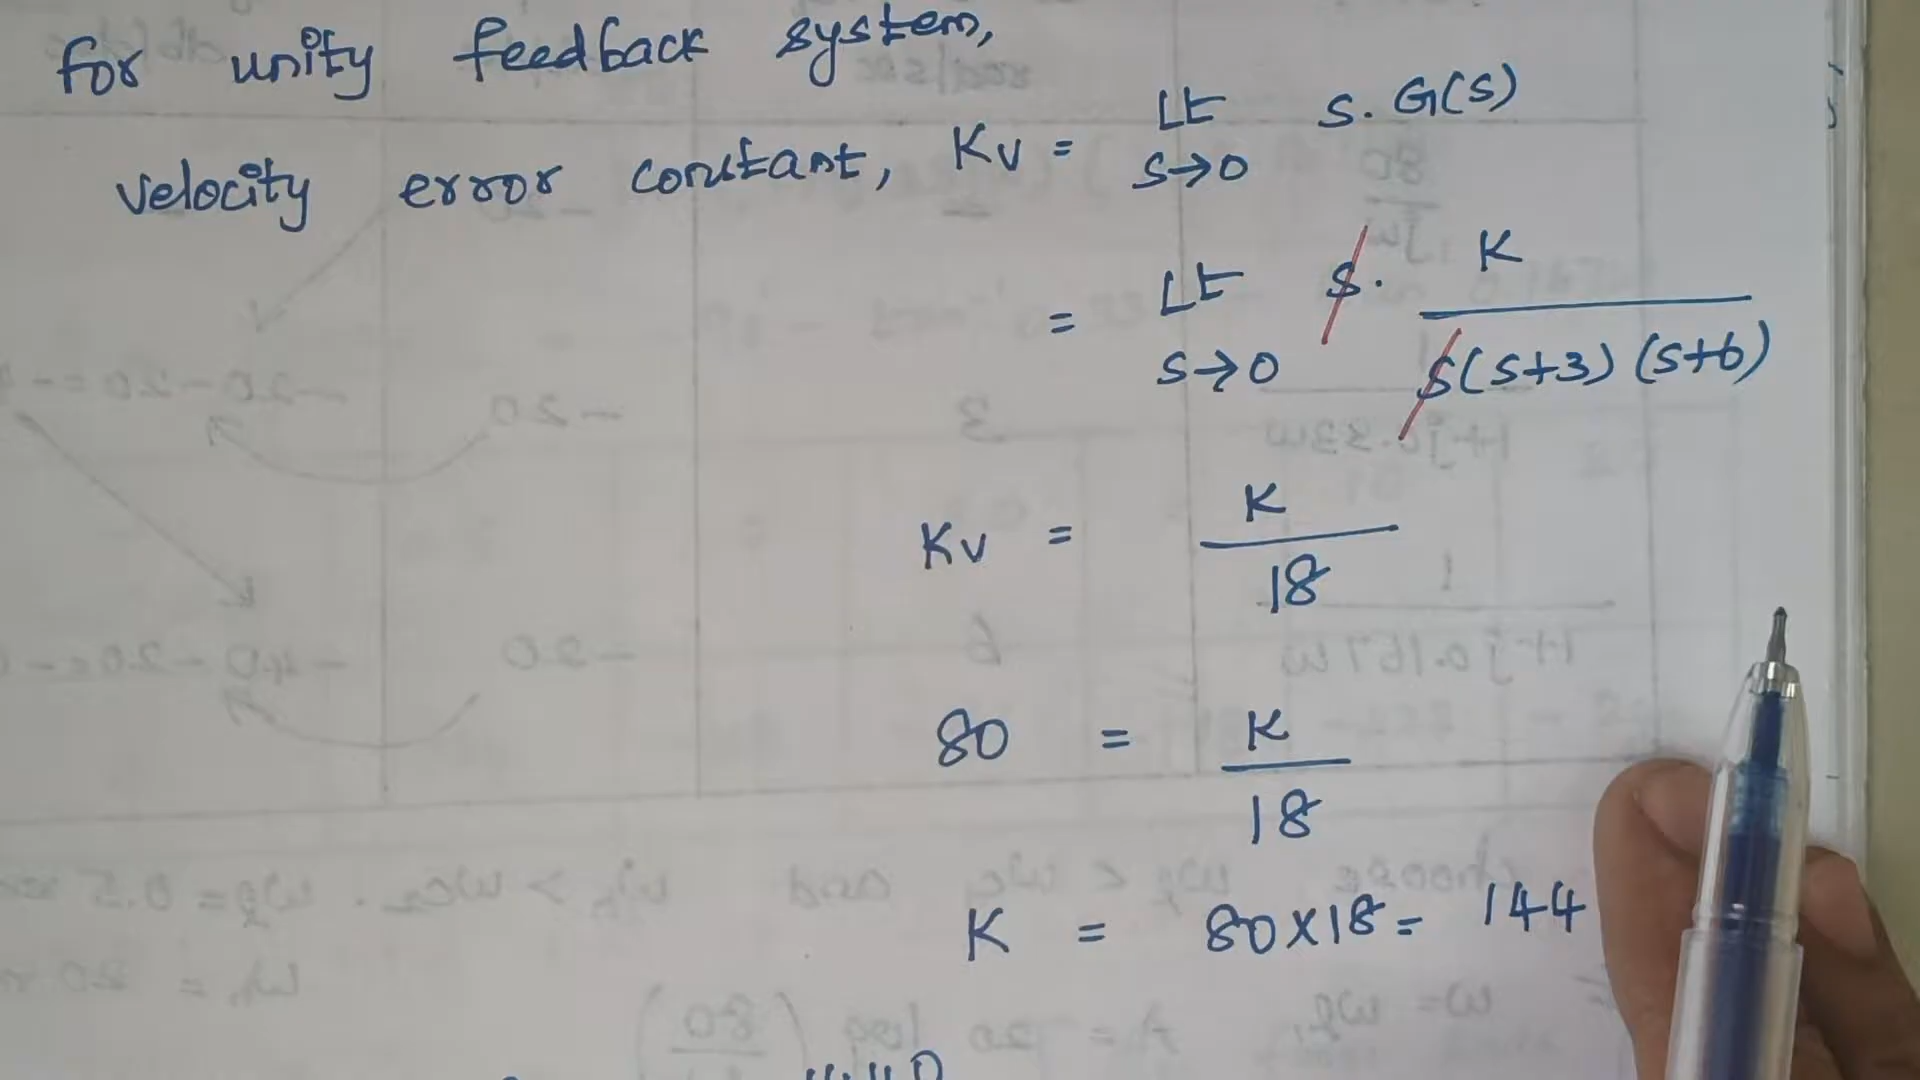 for unity feedback system,
velocity error constant, Kv = Lt s→0 s. G(s)
= Lt s→0 s. K / s(s+3)(s+6)
Kv = K / 18
80 = K / 18
K = 80×18 = 144